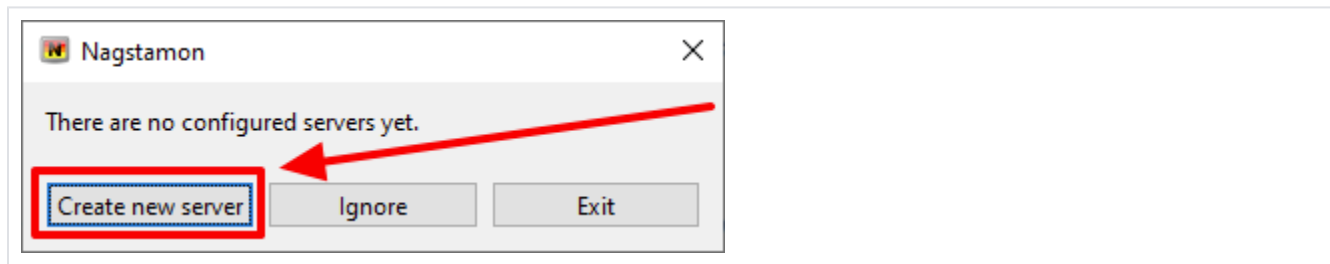 Nagstamon
There are no configured servers yet.
Create new server Ignore Exit